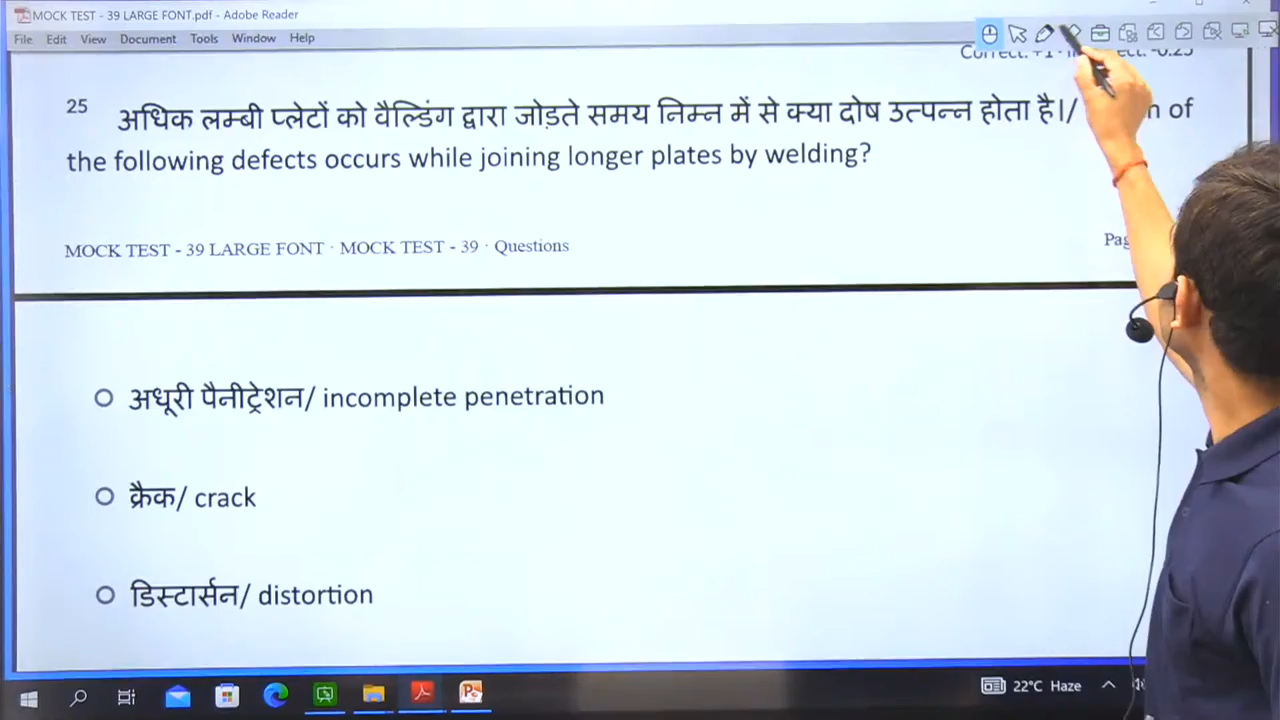 MOCK TEST - 39 LARGE FONT.pdf - Adobe Reader
File Edit View Document Tools Window Help
25 अधिक लम्बी प्लेटों को वैल्डिंग द्वारा जोड़ते समय निम्न में से क्या दोष उत्पन्न होता है।/ of
the following defects occurs while joining longer plates by welding?
MOCK TEST - 39 LARGE FONT · MOCK TEST - 39 · Questions
अधूरी पैनीट्रेशन/ incomplete penetration
क्रैक/ crack
डिस्टार्सन/ distortion
22°C Haze